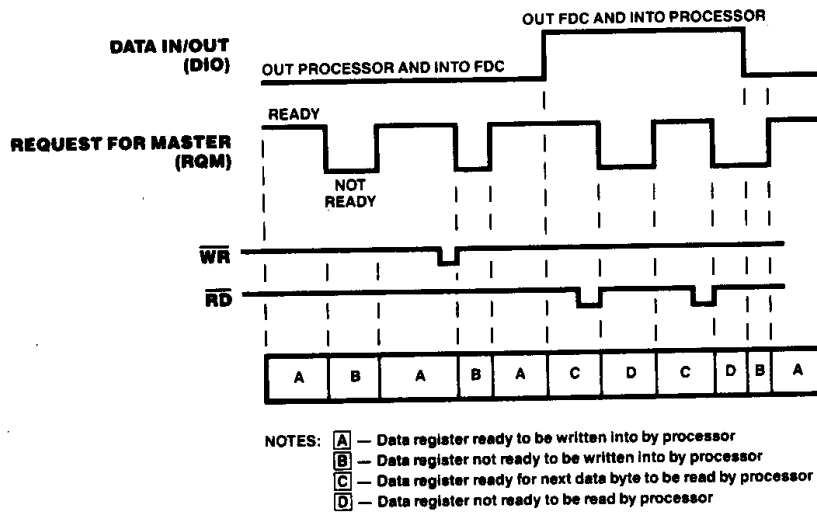 OUT FDC AND INTO PROCESSOR
DATA IN/OUT
(DIO)
OUT PROCESSOR AND INTO FDC
READY
REQUEST FOR MASTER
(RQM)
NOT
READY
WR
RD
A B A B A C D C D B A
NOTES: A — Data register ready to be written into by processor
B — Data register not ready to be written into by processor
C — Data register ready for next data byte to be read by processor
D — Data register not ready to be read by processor